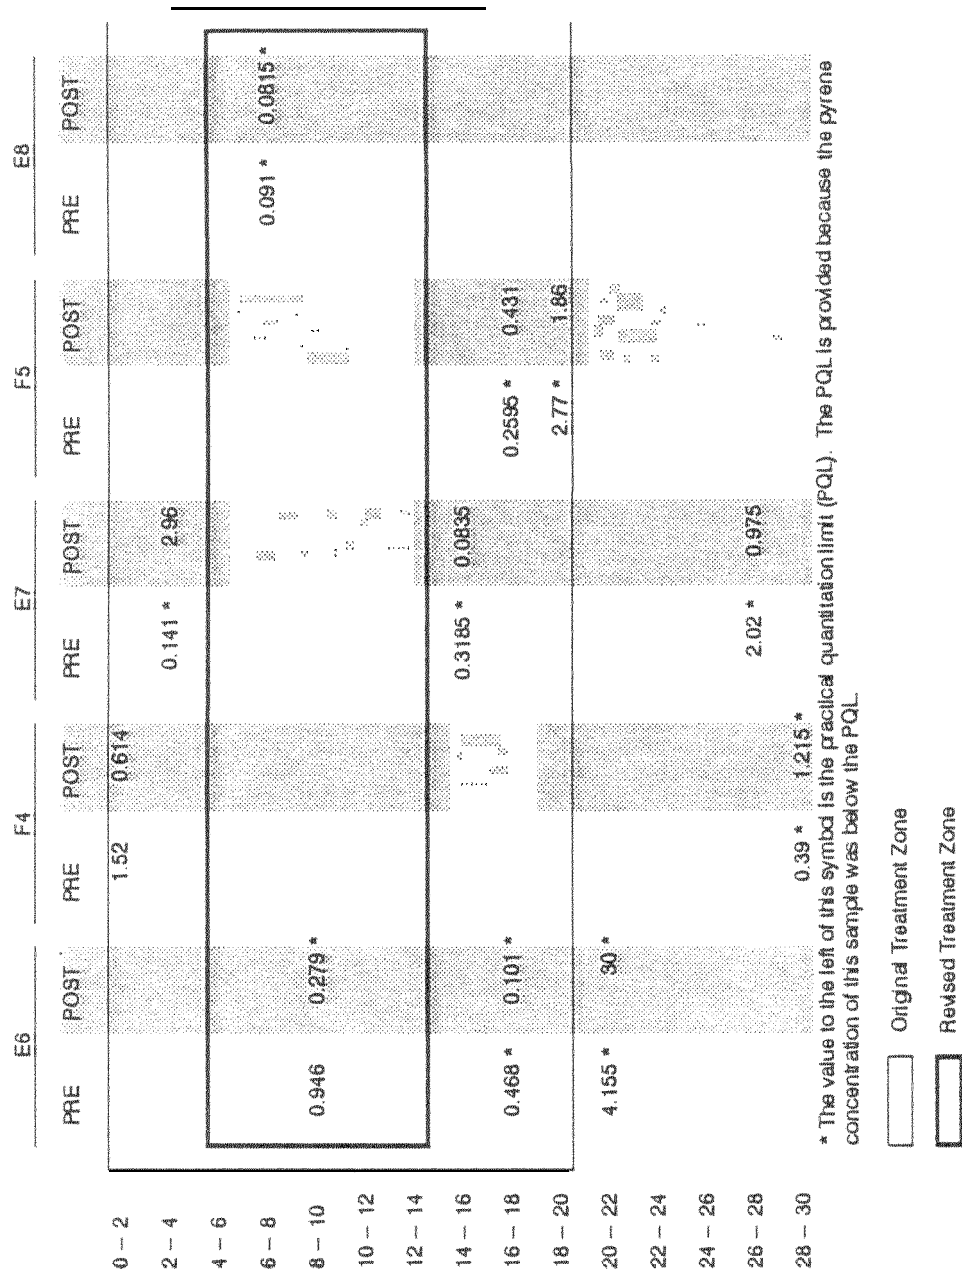 E6 F4 E7 F5 E8
PRE POST PRE POST PRE POST PRE POST PRE POST
0 – 2 1.52 0.614
2 – 4 0.141 * 2.96
4 – 6
6 – 8 0.091 * 0.0815 *
8 – 10 0.946 0.279 *
10 – 12
12 – 14
14 – 16 0.3185 * 0.0835
16 – 18 0.468 * 0.101 * 0.2595 * 0.431
18 – 20 2.77 * 1.86
20 – 22 4.155 * 30 *
22 – 24
24 – 26
26 – 28 2.02 * 0.975
28 – 30 0.39 * 1.215 *
* The value to the left of this symbol is the practical quantitation limit (PQL). The PQL is provided because the pyrene
concentration of this sample was below the PQL.
Original Treatment Zone
Revised Treatment Zone